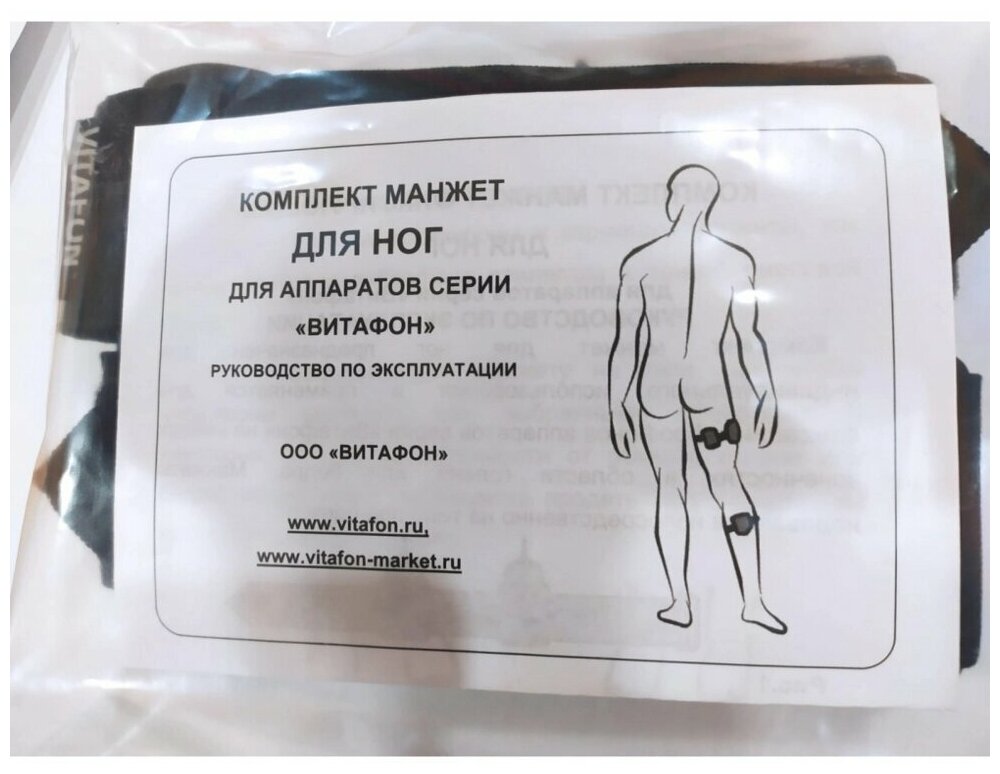 VITAFON
КОМПЛЕКТ МАНЖЕТ
ДЛЯ НОГ
ДЛЯ АППАРАТОВ СЕРИИ
«ВИТАФОН»
РУКОВОДСТВО ПО ЭКСПЛУАТАЦИИ
ООО «ВИТАФОН»
www.vitafon.ru,
www.vitafon-market.ru